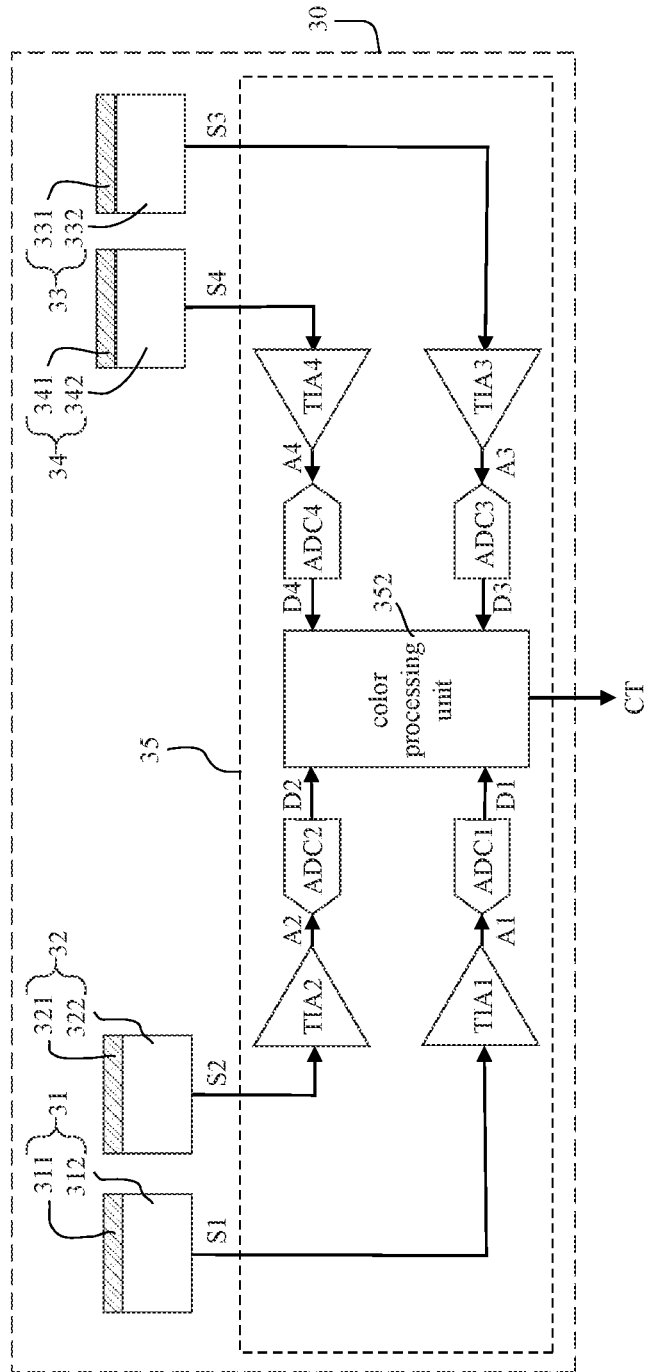 30
311
312
31
321
322
32
341
342
34
331
332
33
S1
S2
S4
S3
35
TIA2
A2
ADC2
D2
D4
ADC4
A4
TIA4
color
processing
unit
352
TIA1
A1
ADC1
D1
D3
ADC3
A3
TIA3
CT